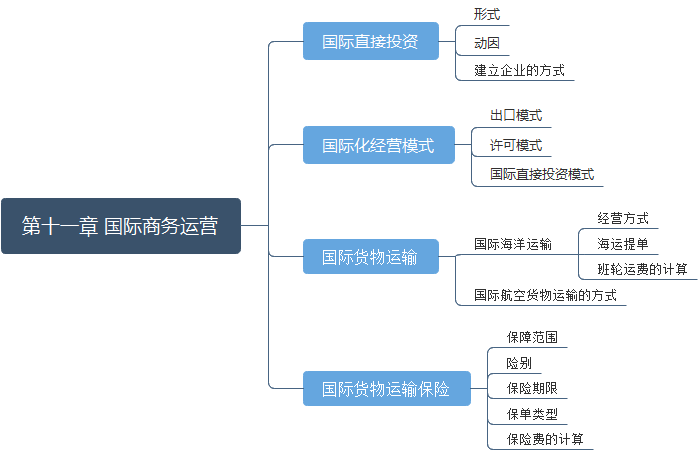 第十一章 国际商务运营
国际直接投资
形式
动因
建立企业的方式
国际化经营模式
出口模式
许可模式
国际直接投资模式
国际货物运输
国际海洋运输
经营方式
海运提单
班轮运费的计算
国际航空货物运输的方式
国际货物运输保险
保障范围
险别
保险期限
保单类型
保险费的计算